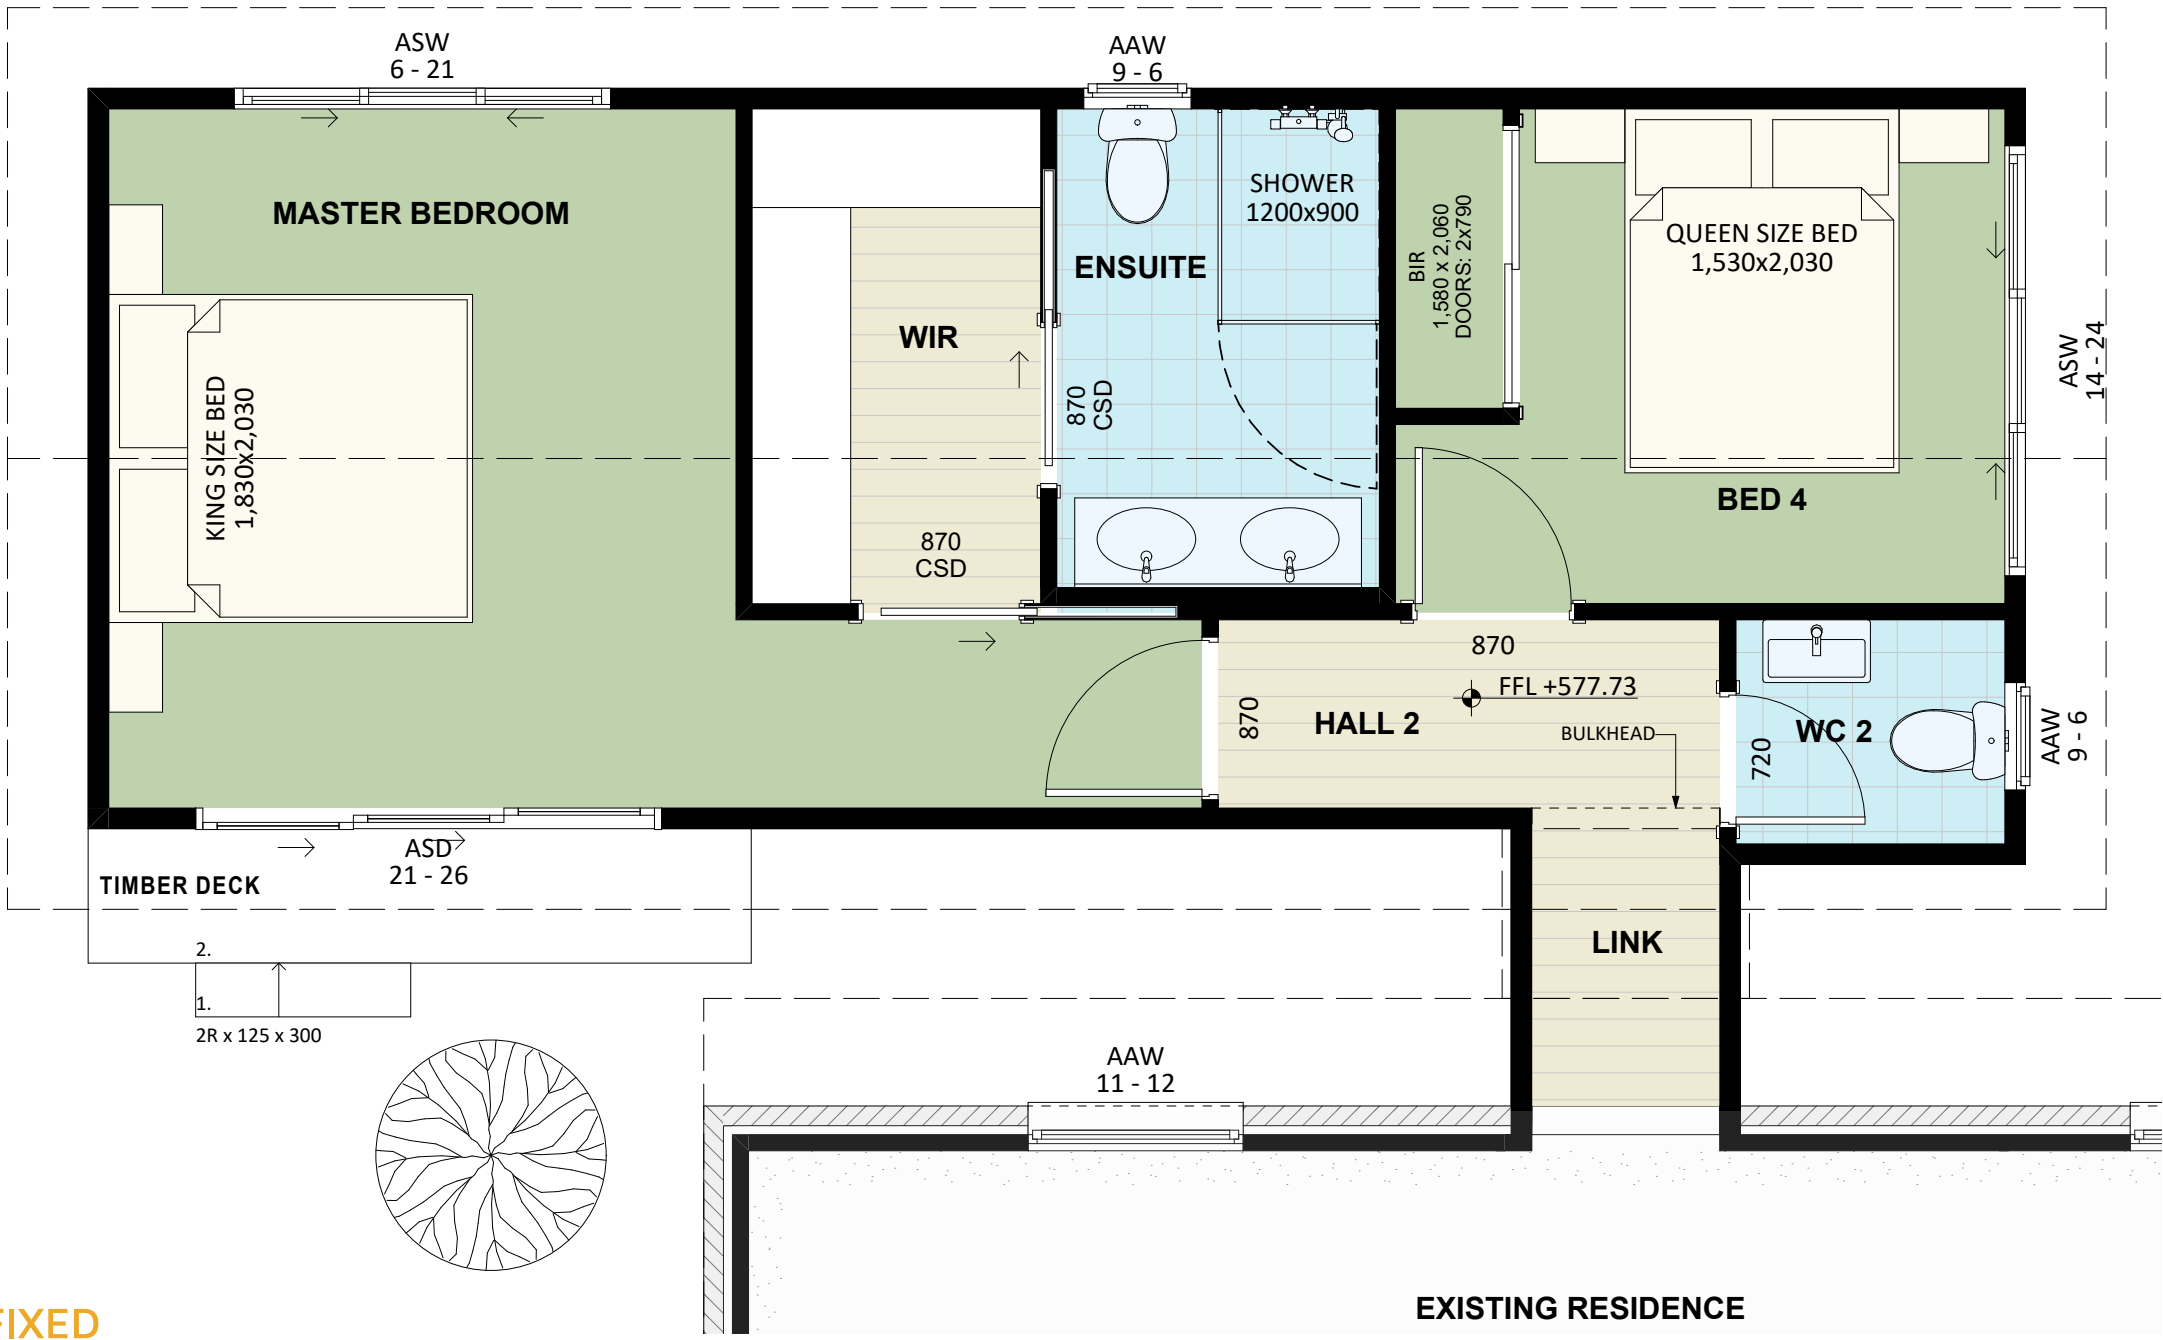 ASW
6 - 21
AAW
9 - 6
MASTER BEDROOM
KING SIZE BED
1,830x2,030
WIR
870
CSD
ENSUITE
870
CSD
SHOWER
1200x900
BIR
1,580 x 2,060
DOORS: 2x790
QUEEN SIZE BED
1,530x2,030
BED 4
ASW
14 - 24
870
FFL +577.73
HALL 2
870
BULKHEAD
WC 2
720
AAW
9 - 6
ASD
21 - 26
TIMBER DECK
2.
1.
2R x 125 x 300
LINK
AAW
11 - 12
EXISTING RESIDENCE
FIXED